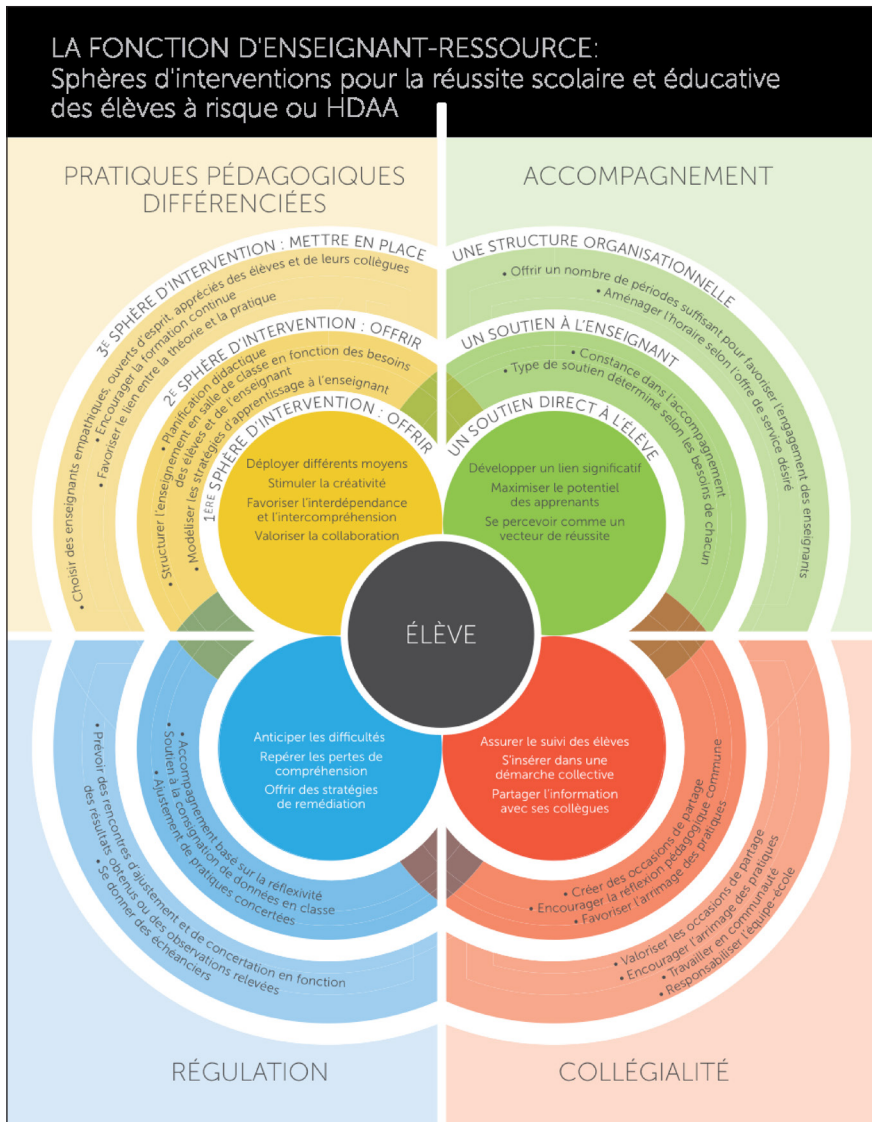 LA FONCTION D'ENSEIGNANT-RESSOURCE:
Sphères d'interventions pour la réussite scolaire et éducative
des élèves à risque ou HDAA
PRATIQUES PÉDAGOGIQUES
DIFFÉRENCIÉES
ACCOMPAGNEMENT
3E SPHÈRE D'INTERVENTION : METTRE EN PLACE
UNE STRUCTURE ORGANISATIONNELLE
• Choisir des enseignants empathiques, ouverts d'esprit, appréciés des élèves et de leurs collègues
• Encourager la formation continue
• Favoriser le lien entre la théorie et la pratique
• Offrir un nombre de périodes suffisant pour favoriser l'engagement des enseignants
• Aménager l'horaire selon l'offre de service désiré
2E SPHÈRE D'INTERVENTION : OFFRIR
UN SOUTIEN À L'ENSEIGNANT
• Planification didactique
• Structurer l'enseignement en salle de classe en fonction des besoins
des élèves et de l'enseignant
• Modéliser les stratégies d'apprentissage à l'enseignant
• Constance dans l'accompagnement
• Type de soutien déterminé selon les besoins de chacun
1ÈRE SPHÈRE D'INTERVENTION : OFFRIR
UN SOUTIEN DIRECT À L'ÉLÈVE
Déployer différents moyens
Stimuler la créativité
Favoriser l'interdépendance
et l'intercompréhension
Valoriser la collaboration
Développer un lien significatif
Maximiser le potentiel
des apprenants
Se percevoir comme un
vecteur de réussite
ÉLÈVE
Anticiper les difficultés
Repérer les pertes de
compréhension
Offrir des stratégies
de remédiation
Assurer le suivi des élèves
S'insérer dans une
démarche collective
Partager l'information
avec ses collègues
• Accompagnement basé sur la réflexivité
• Soutien à la consignation de données en classe
• Ajustement de pratiques concertées
• Créer des occasions de partage
• Encourager la réflexion pédagogique commune
• Favoriser l'arrimage des pratiques
• Prévoir des rencontres d'ajustement et de concertation en fonction
des résultats obtenus ou des observations relevées
• Se donner des échéanciers
• Valoriser les occasions de partage
• Encourager l'arrimage des pratiques
• Travailler en communauté
• Responsabiliser l'équipe-école
RÉGULATION
COLLÉGIALITÉ